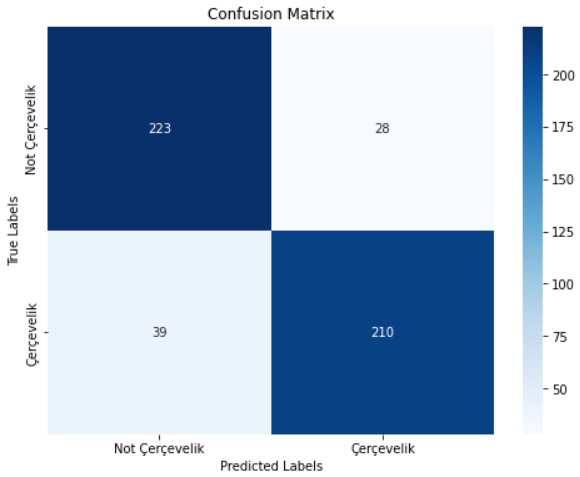 Confusion Matrix
True Labels
Not Çerçevelik
Çerçevelik
223
28
39
210
Not Çerçevelik
Çerçevelik
Predicted Labels
200
175
150
125
100
75
50